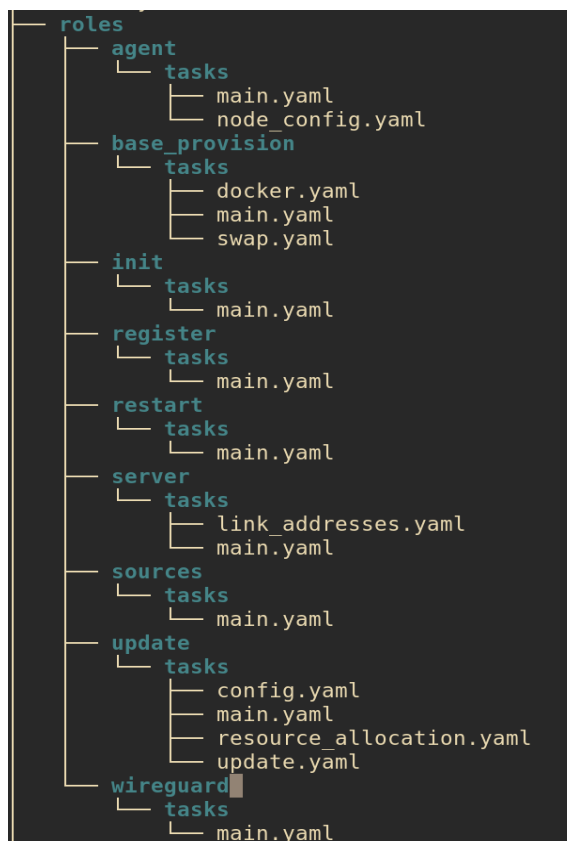 roles
agent
tasks
main.yaml
node_config.yaml
base_provision
tasks
docker.yaml
main.yaml
swap.yaml
init
tasks
main.yaml
register
tasks
main.yaml
restart
tasks
main.yaml
server
tasks
link_addresses.yaml
main.yaml
sources
tasks
main.yaml
update
tasks
config.yaml
main.yaml
resource_allocation.yaml
update.yaml
wireguard
tasks
main.yaml